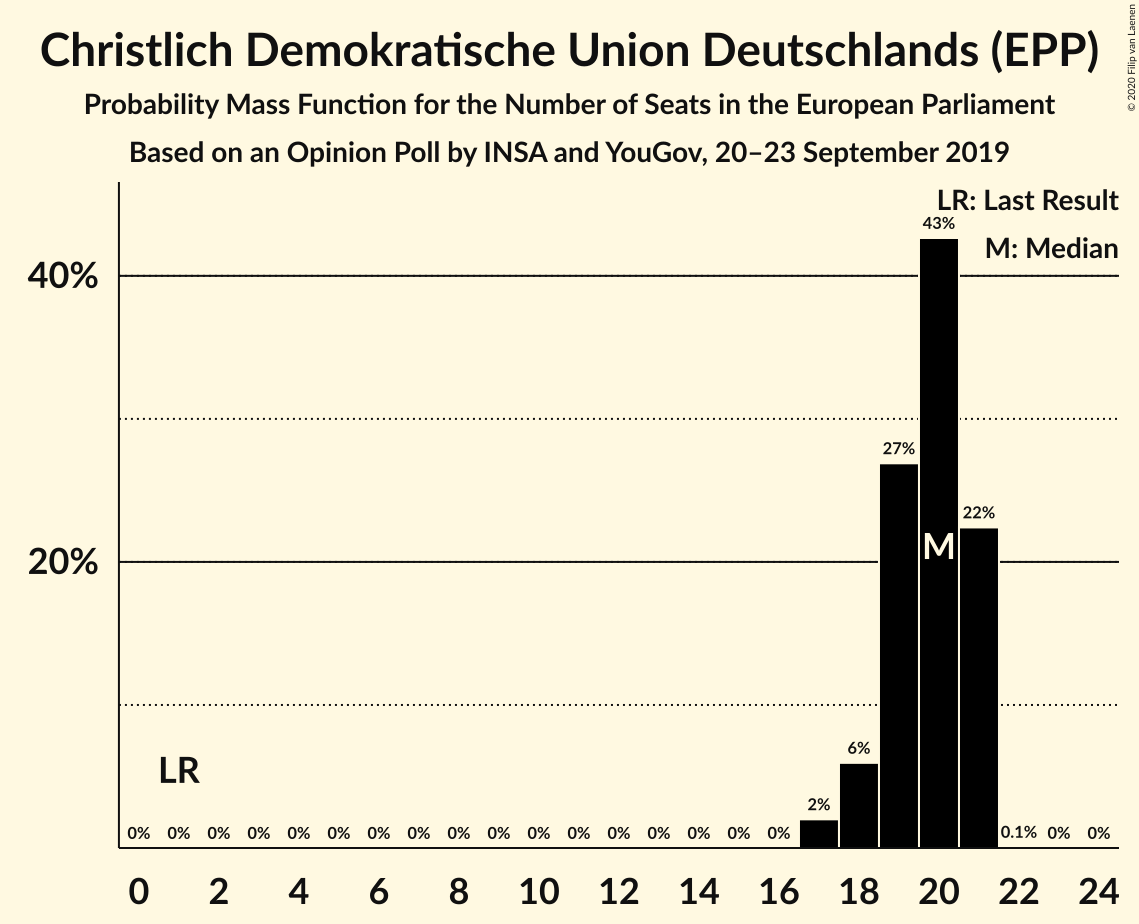 Christlich Demokratische Union Deutschlands (EPP)
Probability Mass Function for the Number of Seats in the European Parliament
Based on an Opinion Poll by INSA and YouGov, 20–23 September 2019
© 2020 Filip van Laenen
LR: Last Result
M: Median
43%
40%
27%
22%
M
20%
LR
6%
2%
0% 0% 0% 0% 0% 0% 0% 0% 0% 0% 0% 0% 0% 0% 0% 0% 0% 0.1% 0% 0%
0 2 4 6 8 10 12 14 16 18 20 22 24